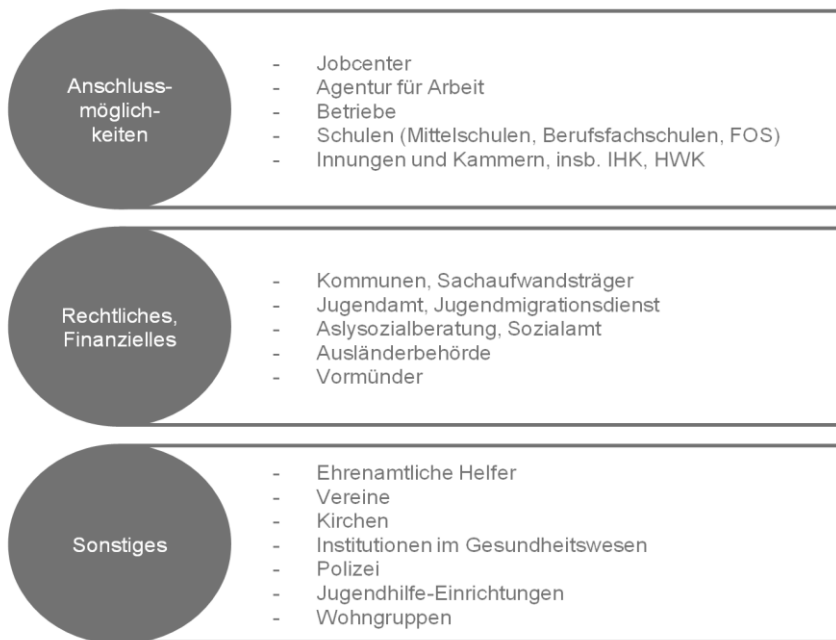 Anschluss-
möglich-
keiten
- Jobcenter
- Agentur für Arbeit
- Betriebe
- Schulen (Mittelschulen, Berufsfachschulen, FOS)
- Innungen und Kammern, insb. IHK, HWK
Rechtliches,
Finanzielles
- Kommunen, Sachaufwandsträger
- Jugendamt, Jugendmigrationsdienst
- Aslysozialberatung, Sozialamt
- Ausländerbehörde
- Vormünder
Sonstiges
- Ehrenamtliche Helfer
- Vereine
- Kirchen
- Institutionen im Gesundheitswesen
- Polizei
- Jugendhilfe-Einrichtungen
- Wohngruppen